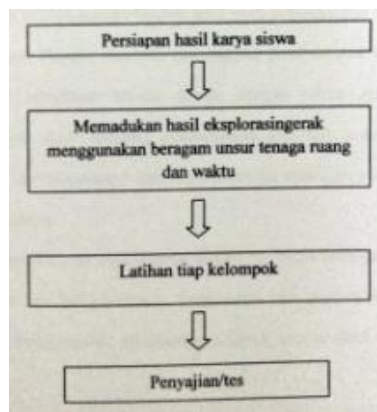 Persiapan hasil karya siswa
Memadukan hasil eksplorasingerak
menggunakan beragam unsur tenaga ruang
dan waktu
Latihan tiap kelompok
Penyajian/tes